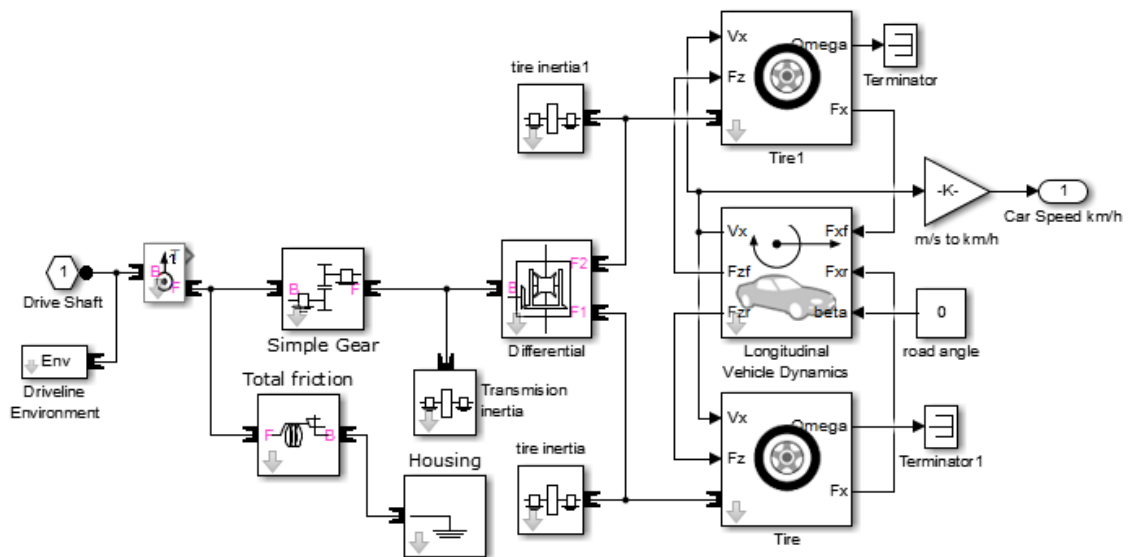 tire inertia1
Vx
Fz
Omega
Fx
Tire1
Terminator
-K-
m/s to km/h
1
Car Speed km/h
1
Drive Shaft
B
T
F
Env
Driveline
Environment
B
F
Simple Gear
Total friction
F
B
Housing
Transmision
inertia
B
F2
F1
Differential
Vx
Fzf
Fzr
Fxf
Fxr
beta
Longitudinal
Vehicle Dynamics
0
road angle
tire inertia
Vx
Fz
Omega
Fx
Tire
Terminator1